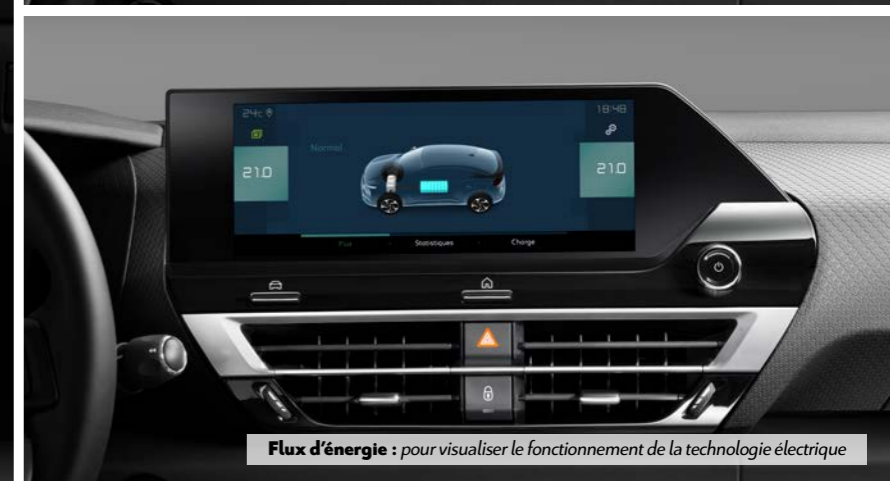 24°C 18:48
Normal
21.0 21.0
Flux Statistiques Charge
Flux d'énergie : pour visualiser le fonctionnement de la technologie électrique